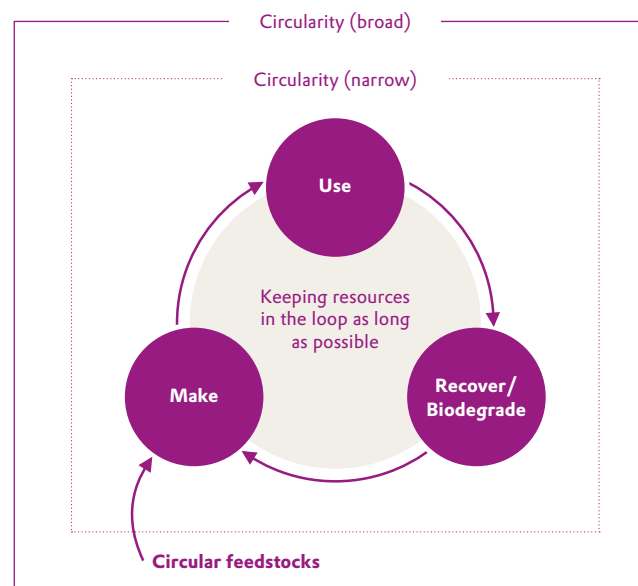 Circularity (broad)
Circularity (narrow)
Use
Keeping resources
in the loop as long
as possible
Make
Recover/
Biodegrade
Circular feedstocks